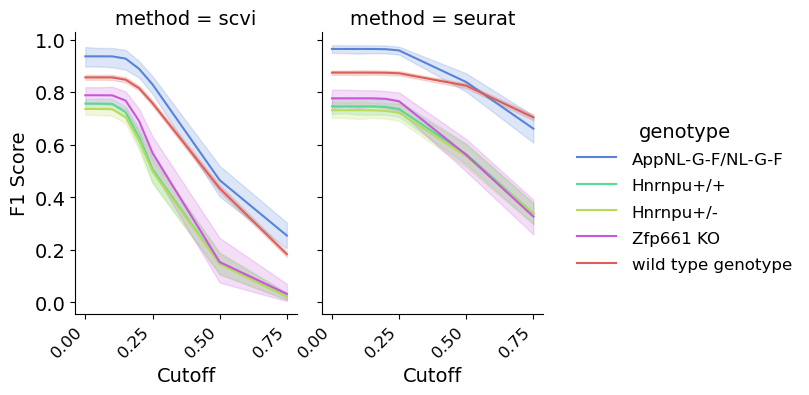 method = scvi
method = seurat
1.0
0.8
0.6
0.4
0.2
0.0
F1 Score
0.00
0.25
0.50
0.75
0.00
0.25
0.50
0.75
Cutoff
Cutoff
genotype
AppNL-G-F/NL-G-F
Hnrnpu+/+
Hnrnpu+/-
Zfp661 KO
wild type genotype